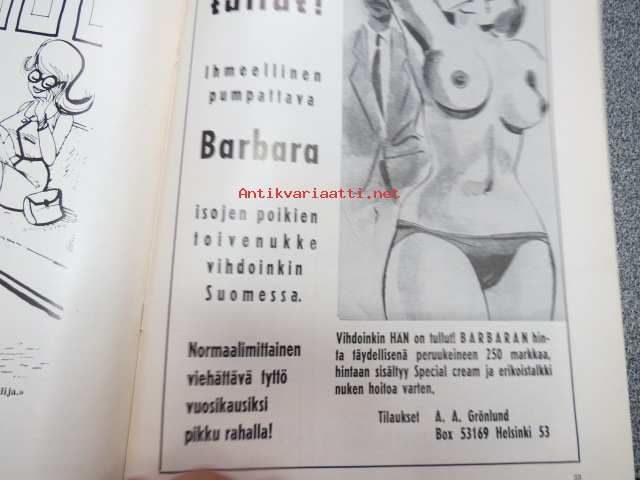 tullut!
Ihmeellinen
pumpattava
Barbara
isojen poikien
toivenukke
vihdoinkin
Suomessa.
Normaalimittainen
viehättävä tyttö
vuosikausiksi
pikku rahalla!
Antikvariaatti.net
Vihdoinkin HÄN on tullut! BARBARAN hin-
ta täydellisenä peruukeineen 250 markkaa,
hintaan sisältyy Special cream ja erikoistalkki
nuken hoitoa varten.
Tilaukset A. A. Grönlund
Box 53169 Helsinki 53
lija.»
33